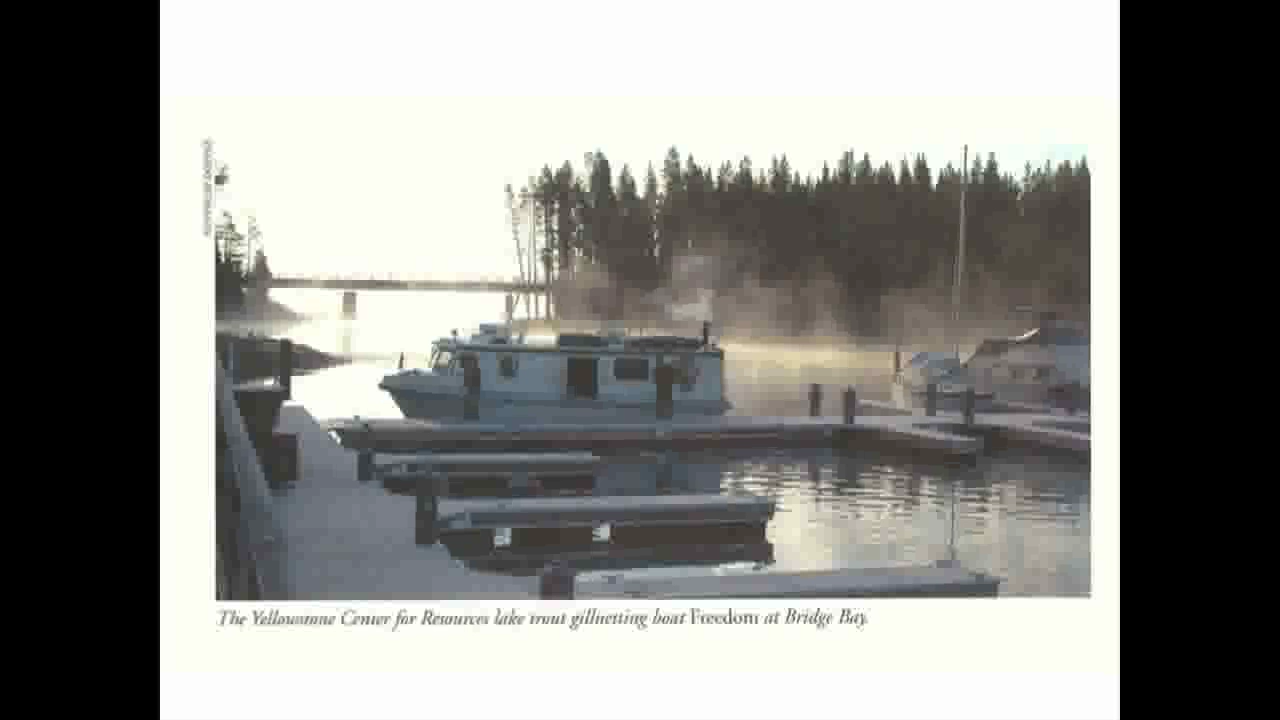 The Yellowstone Center for Resources lake trout gillnetting boat Freedom at Bridge Bay.